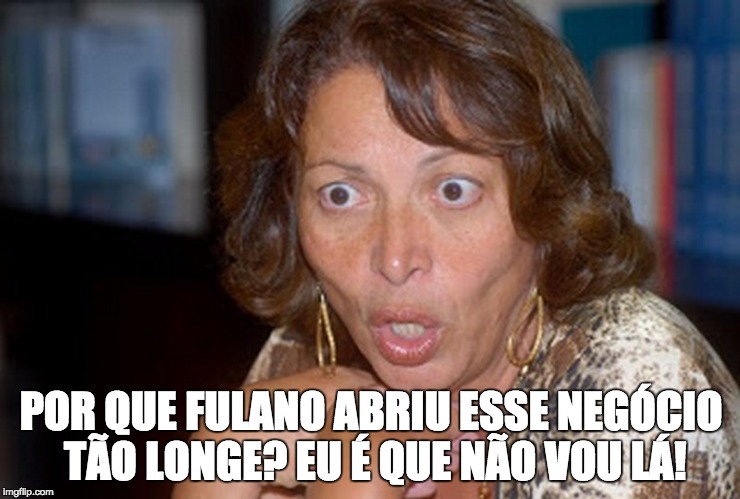 POR QUE FULANO ABRIU ESSE NEGÓCIO
TÃO LONGE? EU É QUE NÃO VOU LÁ!
imgflip.com